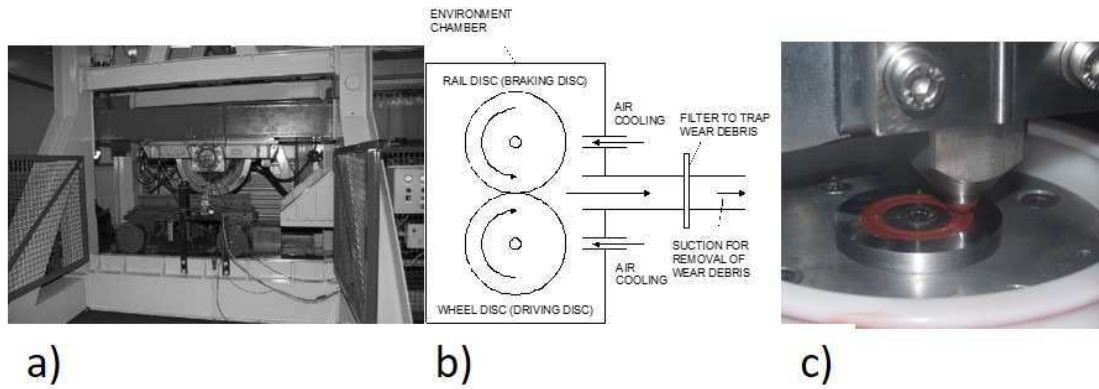 ENVIRONMENT
CHAMBER
RAIL DISC (BRAKING DISC)
AIR
COOLING
FILTER TO TRAP
WEAR DEBRIS
SUCTION FOR
REMOVAL OF
WEAR DEBRIS
AIR
COOLING
WHEEL DISC (DRIVING DISC)
a)
b)
c)